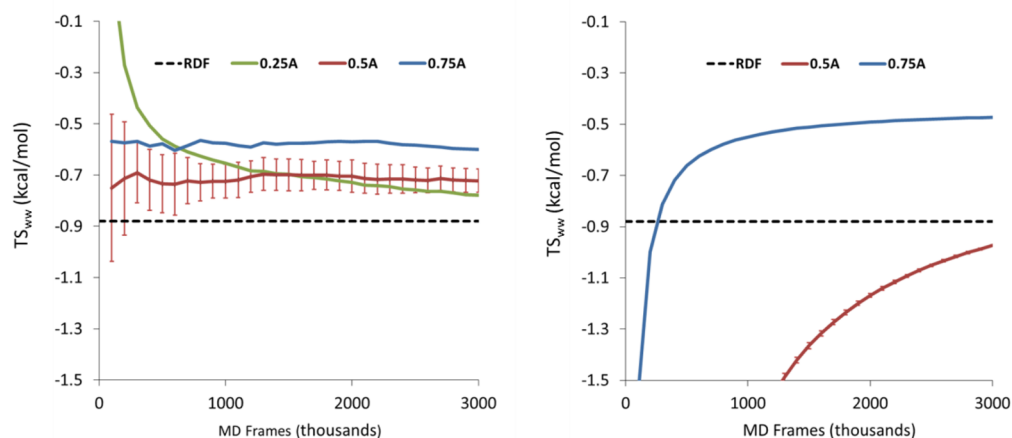 -0.1
-0.3
-0.5
-0.7
-0.9
-1.1
-1.3
-1.5
TSww (kcal/mol)
RDF 0.25A 0.5A 0.75A
0 1000 2000 3000
MD Frames (thousands)
-0.1
-0.3
-0.5
-0.7
-0.9
-1.1
-1.3
-1.5
TSww (kcal/mol)
RDF 0.5A 0.75A
0 1000 2000 3000
MD Frames (thousands)